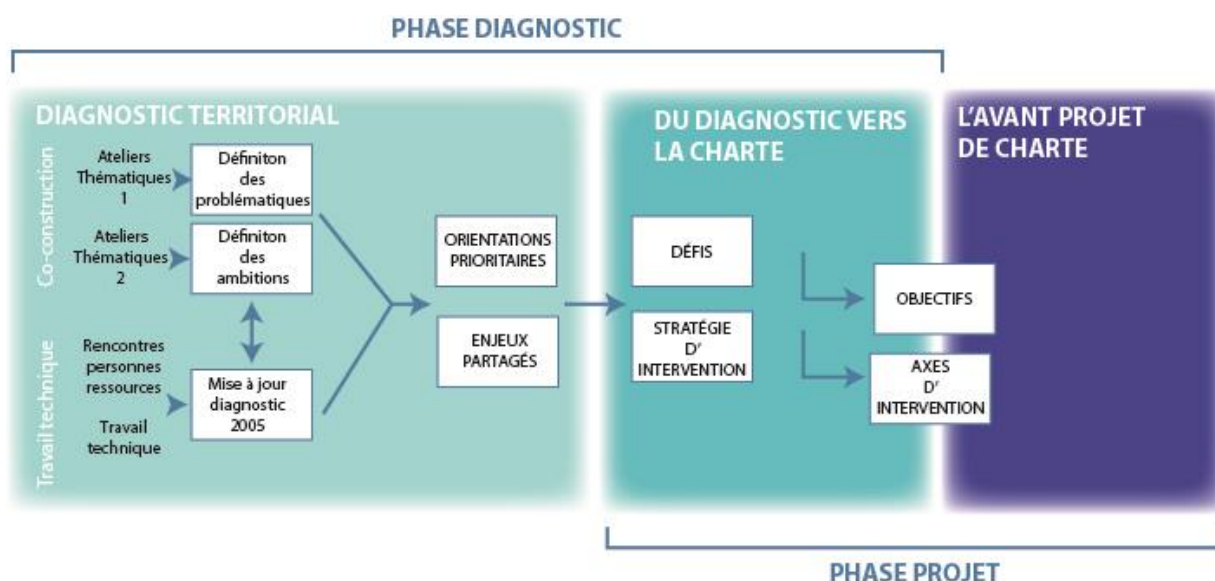 PHASE DIAGNOSTIC
DIAGNOSTIC TERRITORIAL
Co-construction
Ateliers
Thématiques
1
Définiton
des
problématiques
Ateliers
Thématiques
2
Définiton
des
ambitions
Travail technique
Rencontres
personnes
ressources
Travail
technique
Mise à jour
diagnostic
2005
ORIENTATIONS
PRIORITAIRES
ENJEUX
PARTAGÉS
DU DIAGNOSTIC VERS
LA CHARTE
DÉFIS
STRATÉGIE
D'
INTERVENTION
L'AVANT PROJET
DE CHARTE
OBJECTIFS
AXES
D'
INTERVENTION
PHASE PROJET